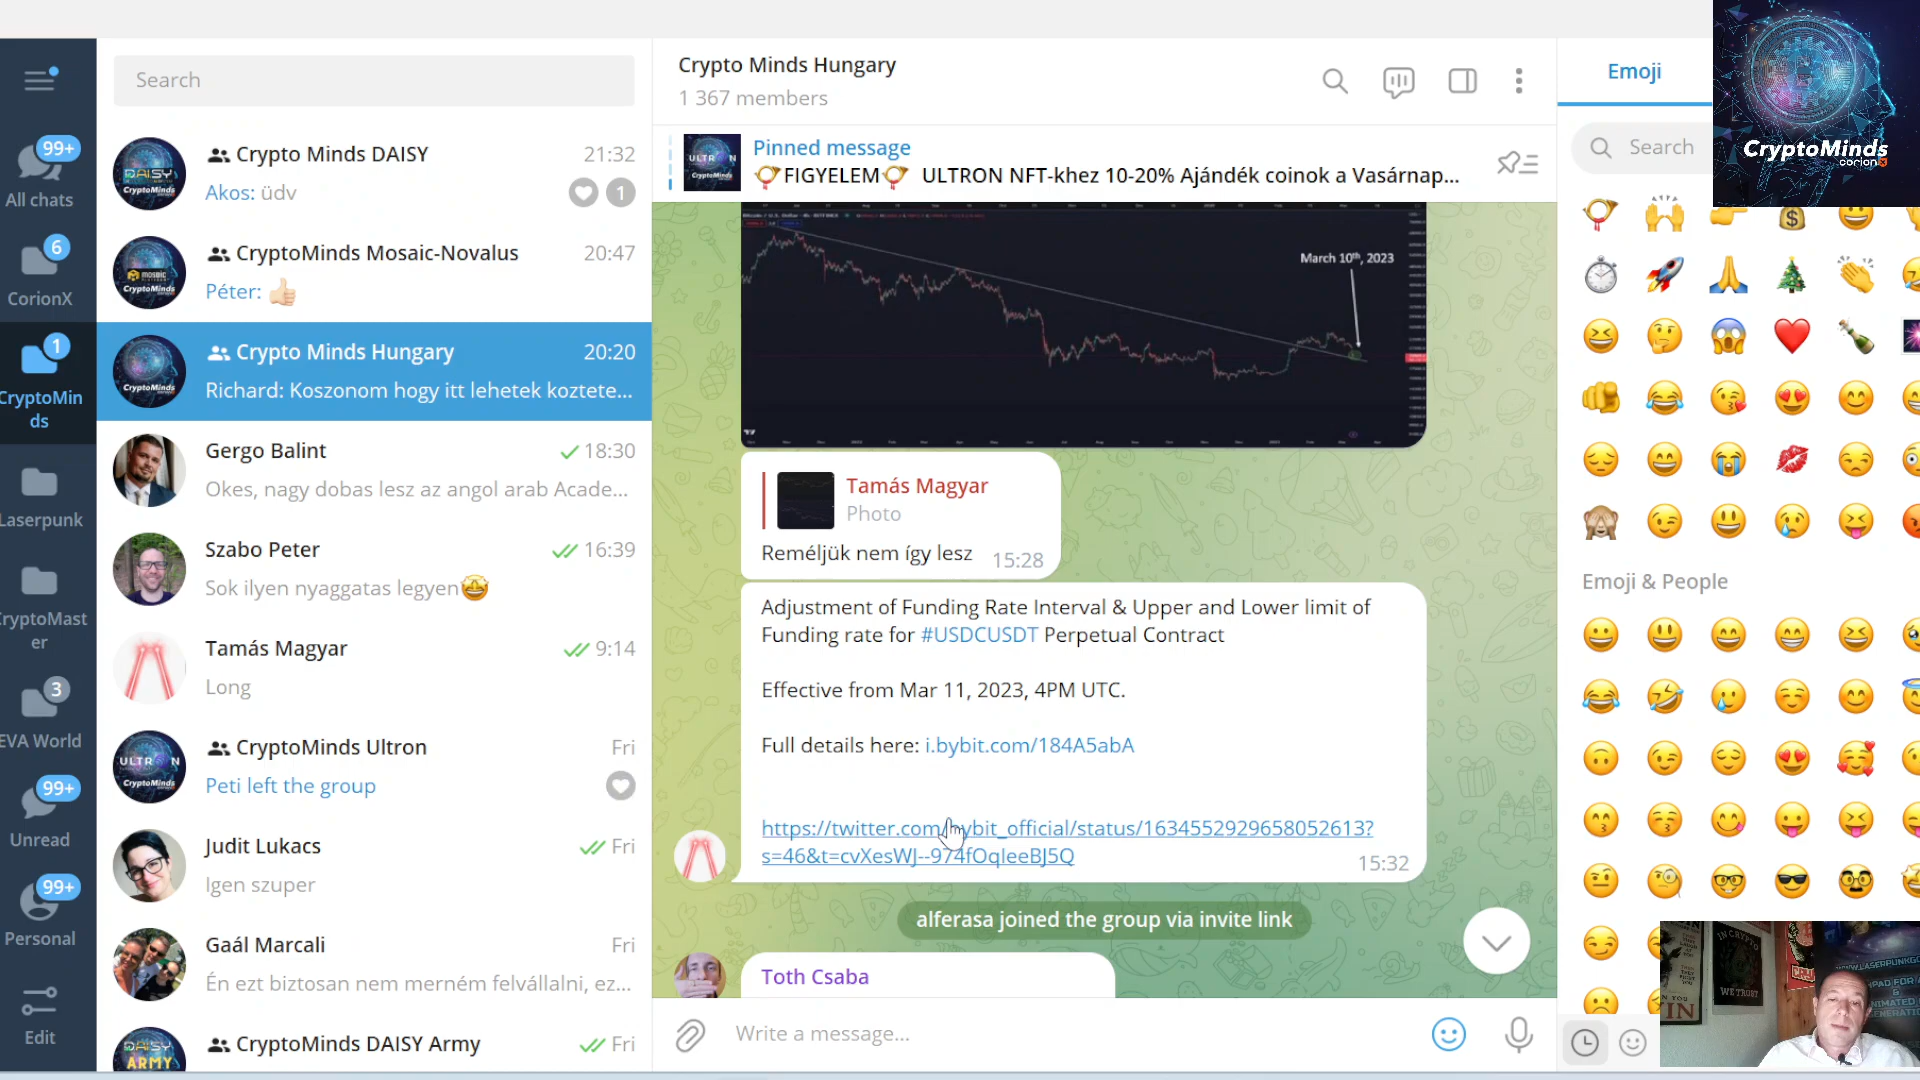 Search
99+
All chats
6
CorionX
1
CryptoMin
ds
Laserpunk
CryptoMast
er
3
EVA World
99+
Unread
99+
Personal
Edit
Crypto Minds DAISY 21:32
Akos: üdv 1
CryptoMinds Mosaic-Novalus 20:47
Péter: 👍🏻
Crypto Minds Hungary 20:20
Richard: Koszonom hogy itt lehetek koztete...
Gergo Balint 18:30
Okes, nagy dobas lesz az angol arab Acade...
Szabo Peter 16:39
Sok ilyen nyaggatas legyen🤩
Tamás Magyar 9:14
Long
CryptoMinds Ultron Fri
Peti left the group
Judit Lukacs Fri
Igen szuper
Gaál Marcali Fri
Én ezt biztosan nem merném felvállalni, ez...
CryptoMinds DAISY Army Fri
Crypto Minds Hungary
1 367 members
Pinned message
📯FIGYELEM📯 ULTRON NFT-khez 10-20% Ajándék coinok a Vasárnap...
March 10th, 2023
Tamás Magyar
Photo
Reméljük nem így lesz 15:28
Adjustment of Funding Rate Interval & Upper and Lower limit of
Funding rate for #USDCUSDT Perpetual Contract
Effective from Mar 11, 2023, 4PM UTC.
Full details here: i.bybit.com/184A5abA
https://twitter.com/bybit_official/status/1634552929658052613?
s=46&t=cvXesWJ--974fOqleeBJ5Q 15:32
alferasa joined the group via invite link
Toth Csaba
Write a message...
Emoji
Search
Emoji & People
CryptoMinds
corionX
IN CRYPTO
WE TRUST